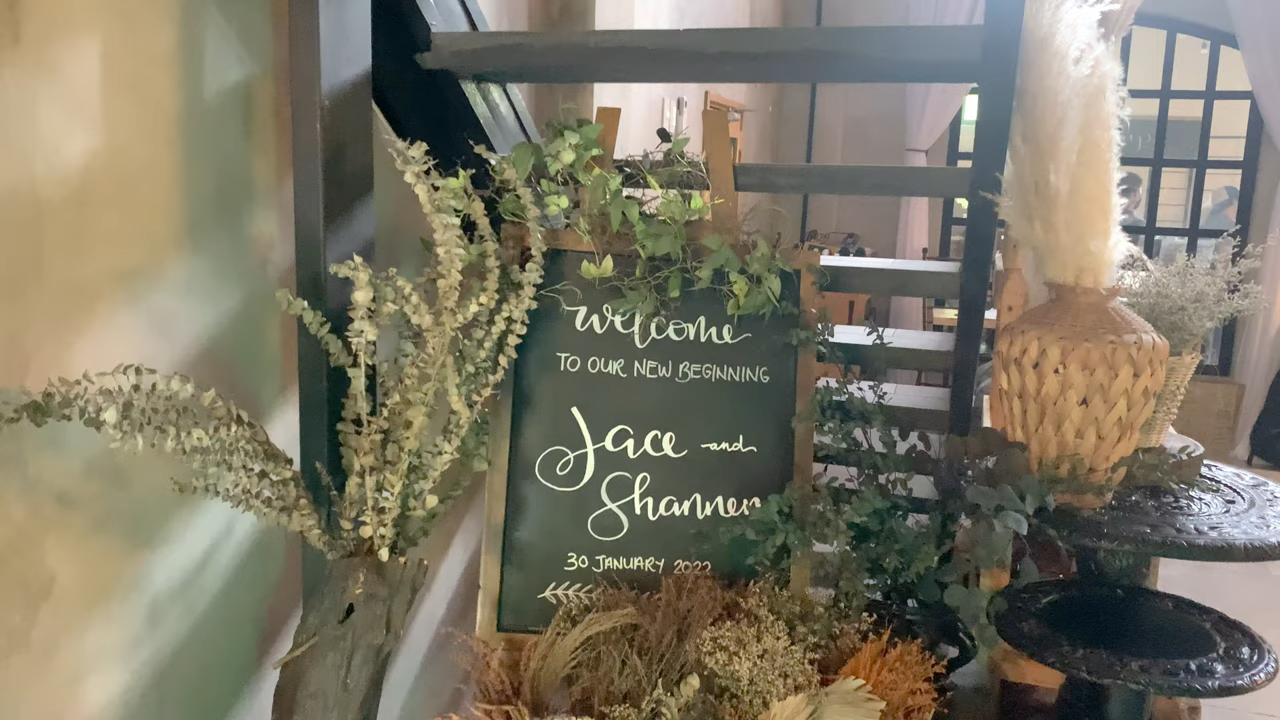 welcome
TO OUR NEW BEGINNING
Jace and
Shannen
30 JANUARY 2022